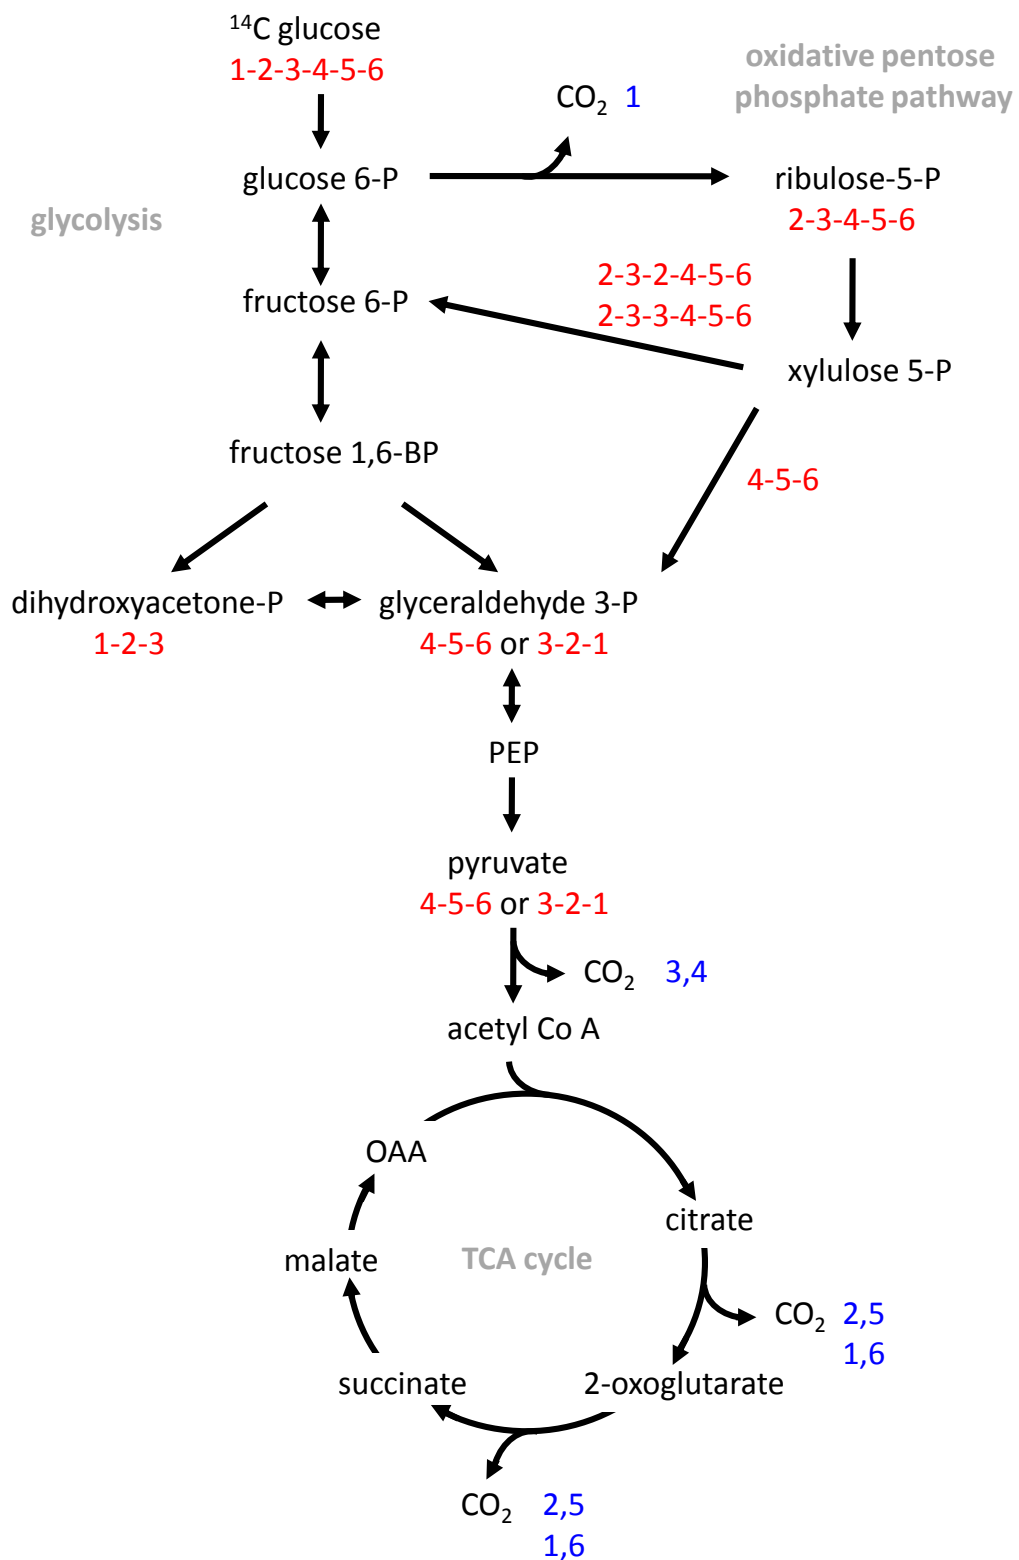 ¹⁴C glucose
1-2-3-4-5-6
oxidative pentose
phosphate pathway
CO₂ 1
glucose 6-P
ribulose-5-P
2-3-4-5-6
glycolysis
2-3-2-4-5-6
2-3-3-4-5-6
fructose 6-P
xylulose 5-P
fructose 1,6-BP
4-5-6
dihydroxyacetone-P
1-2-3
glyceraldehyde 3-P
4-5-6 or 3-2-1
PEP
pyruvate
4-5-6 or 3-2-1
CO₂ 3,4
acetyl Co A
OAA
citrate
malate
TCA cycle
CO₂ 2,5
1,6
succinate
2-oxoglutarate
CO₂ 2,5
1,6